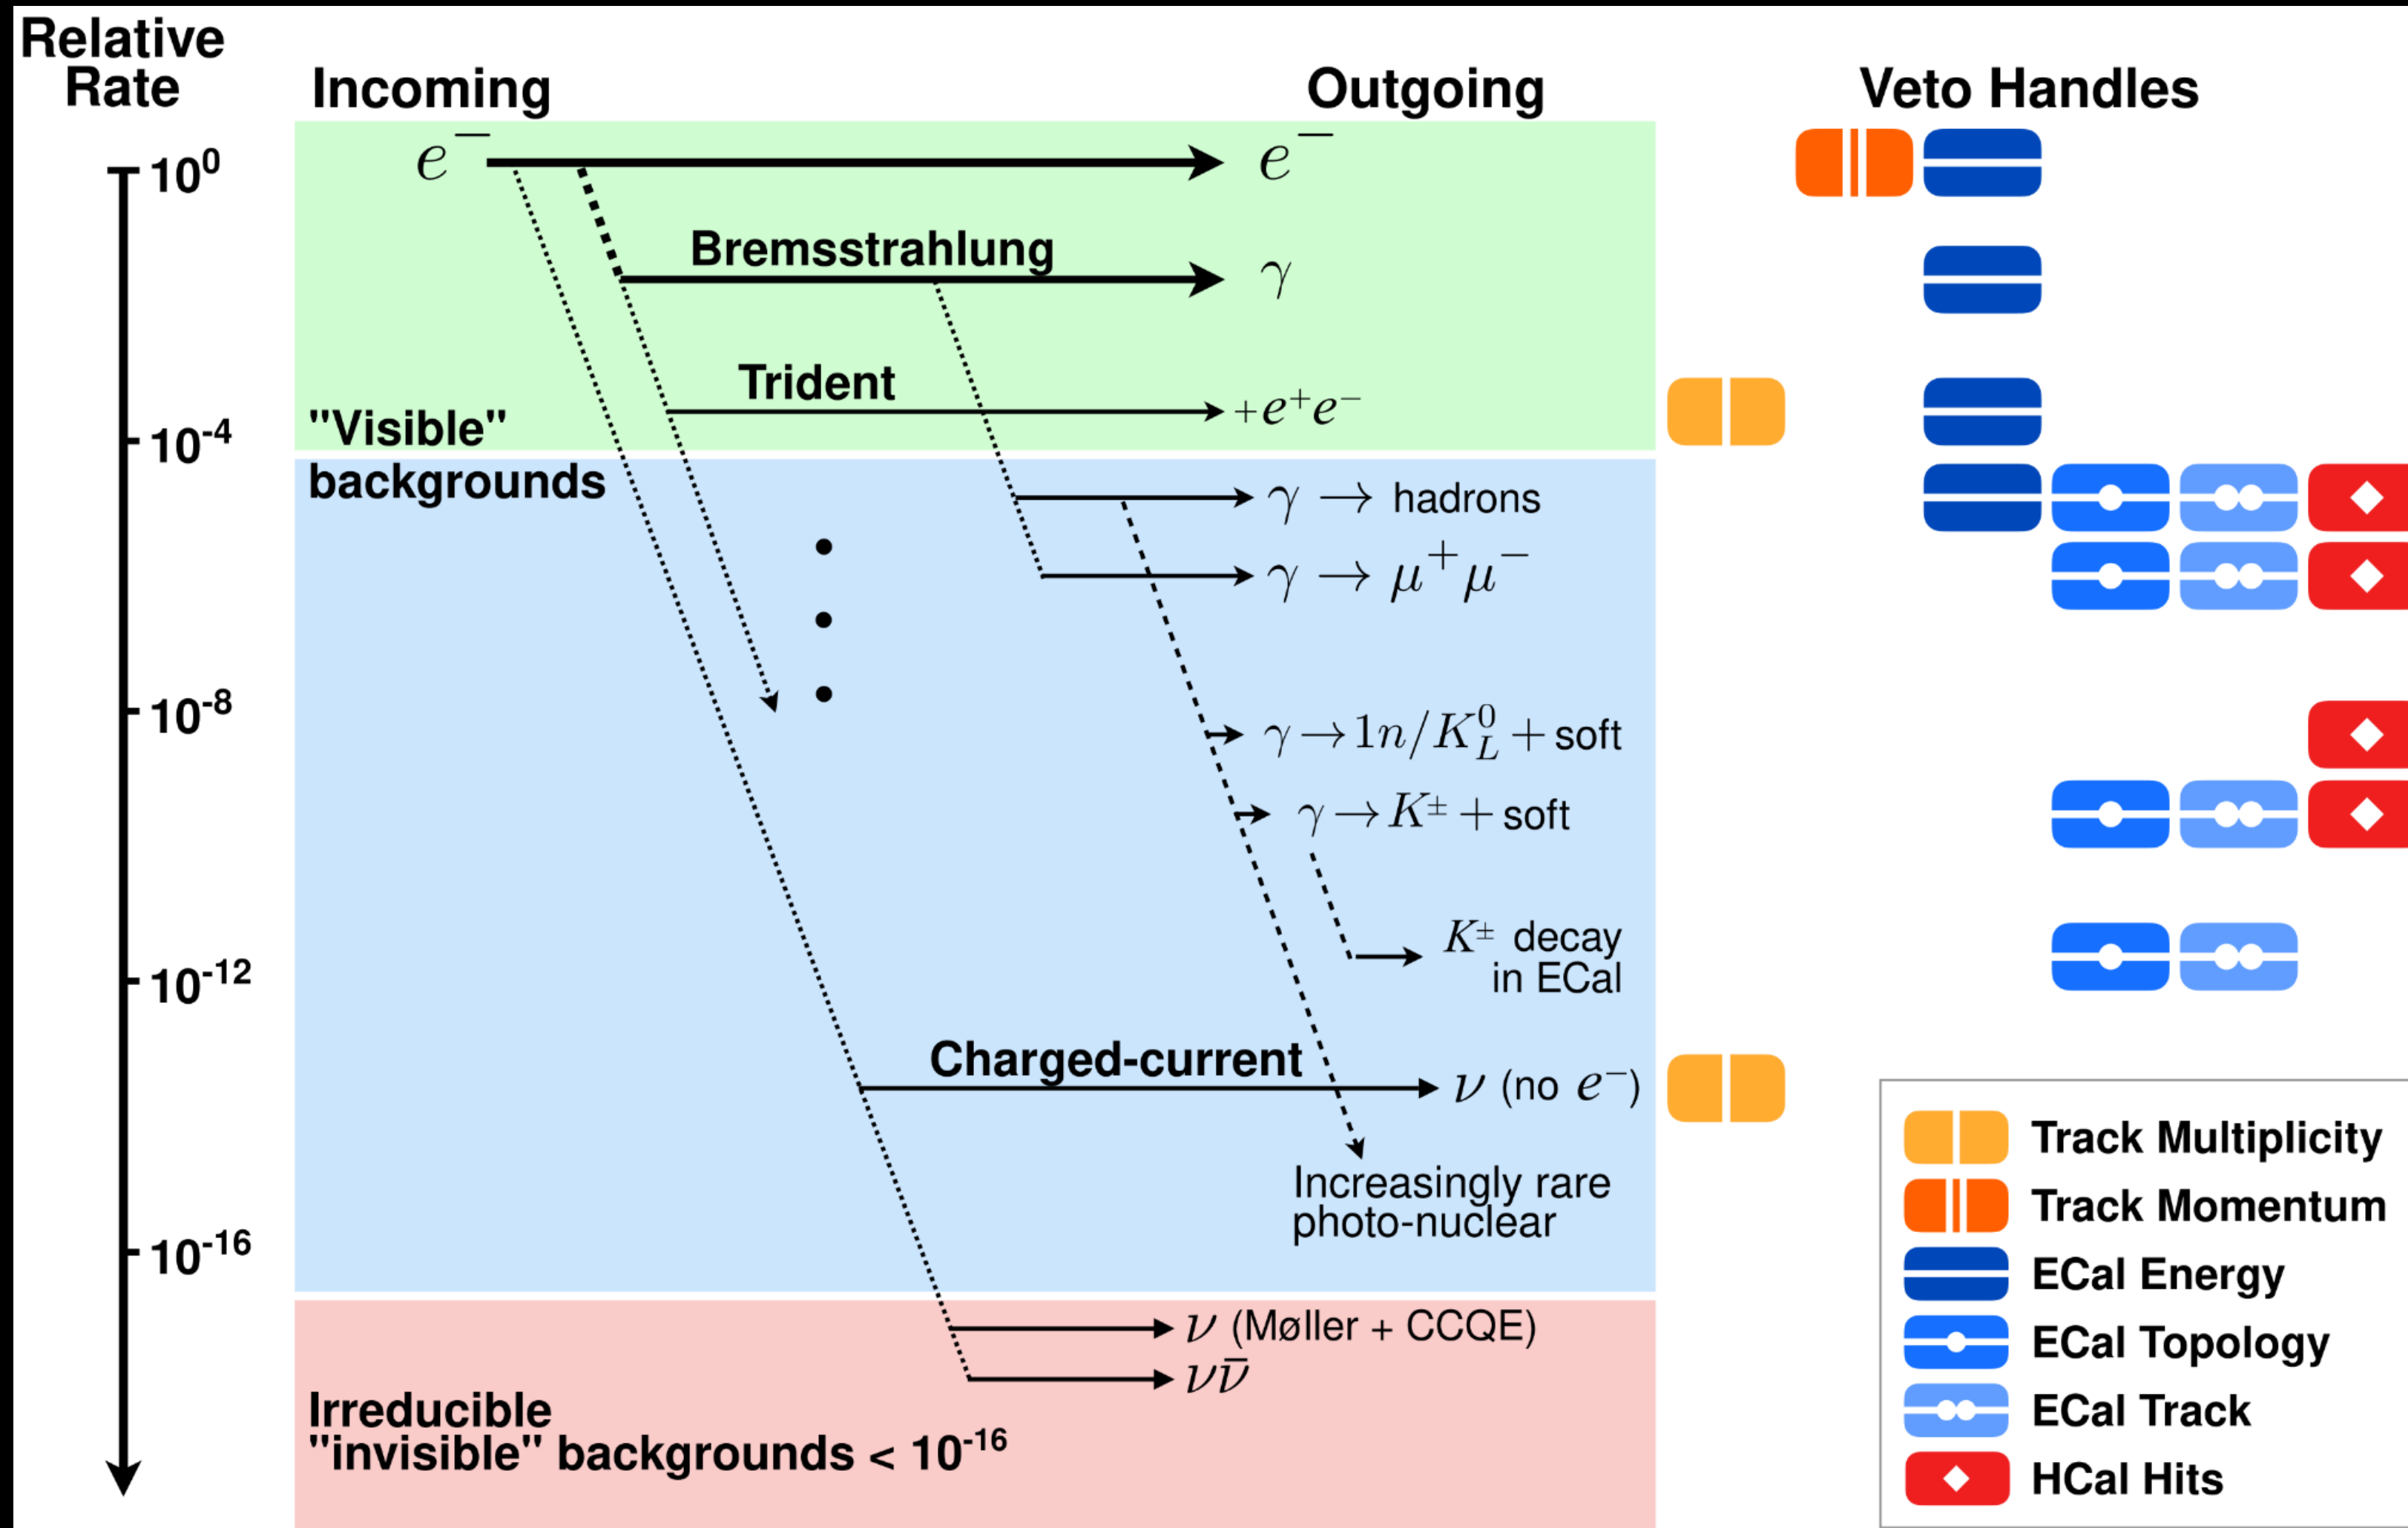 Relative
Rate
Incoming
Outgoing
Veto Handles
10⁰
e⁻
e⁻
Bremsstrahlung
γ
Trident
+e⁺e⁻
"Visible"
backgrounds
10⁻⁴
γ → hadrons
γ → μ⁺μ⁻
10⁻⁸
γ → 1n/K⁰_L + soft
γ → K± + soft
K± decay
in ECal
10⁻¹²
Charged-current
ν (no e⁻)
Increasingly rare
photo-nuclear
10⁻¹⁶
ν (Møller + CCQE)
νν̄
Irreducible
"invisible" backgrounds < 10⁻¹⁶
Track Multiplicity
Track Momentum
ECal Energy
ECal Topology
ECal Track
HCal Hits